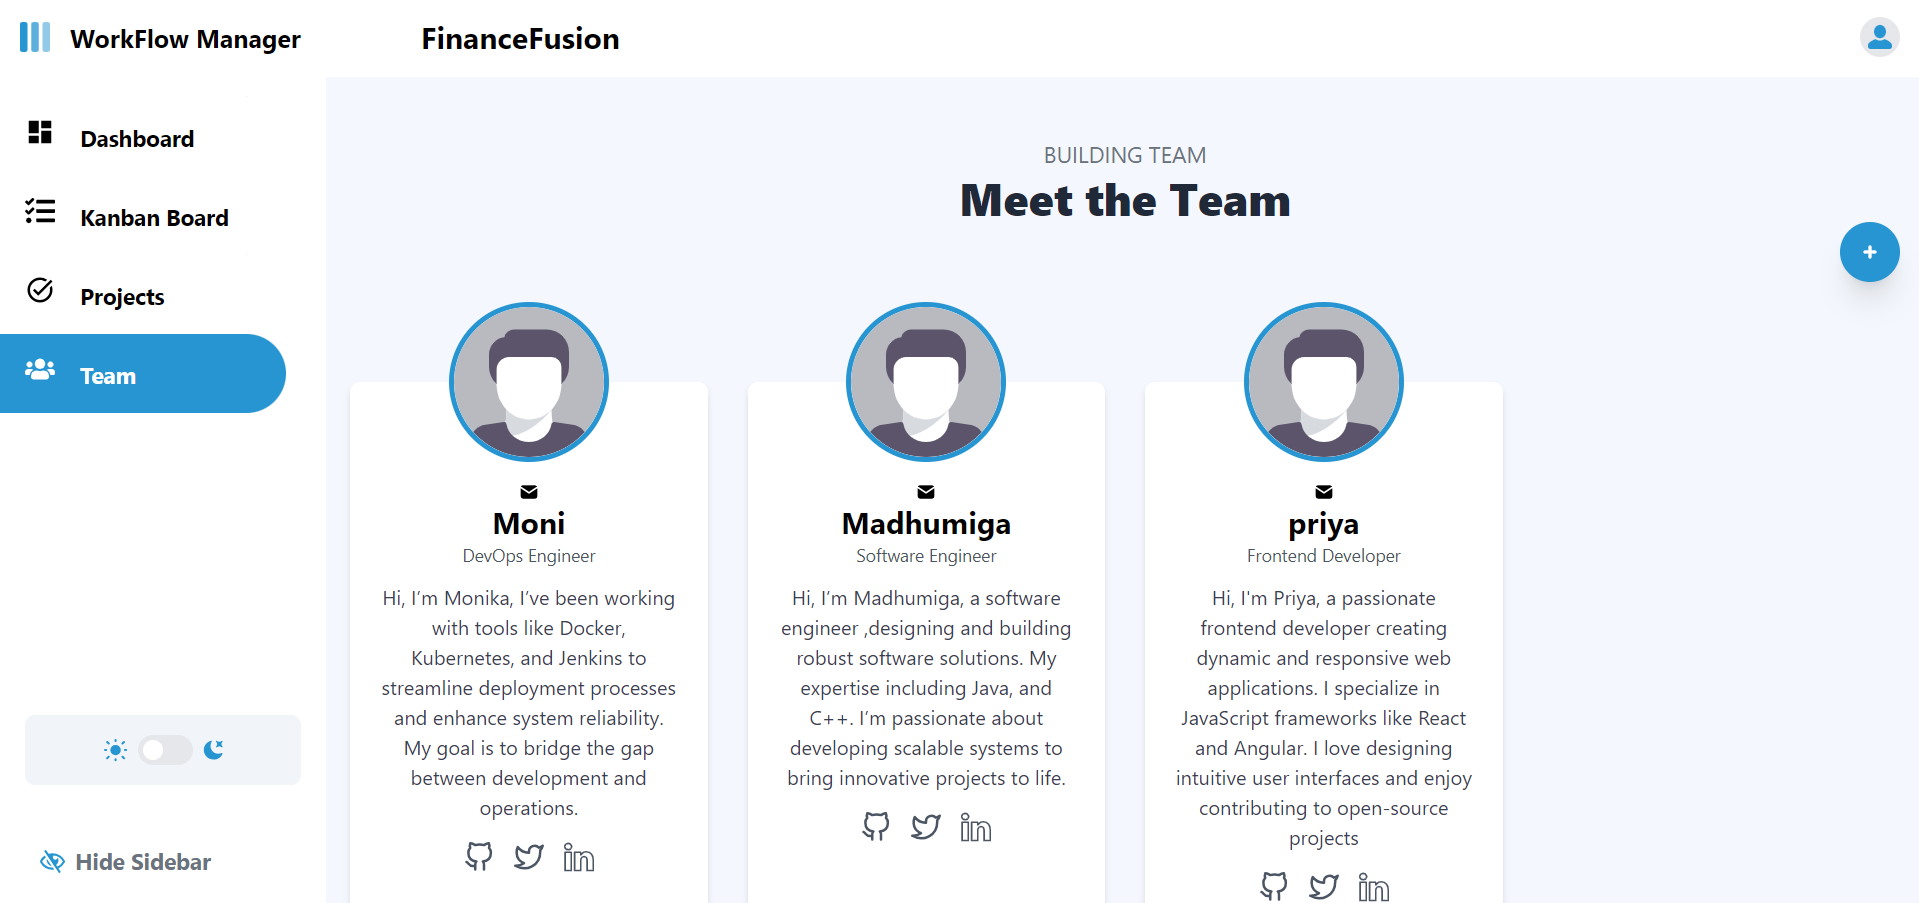 WorkFlow Manager
FinanceFusion
Dashboard
Kanban Board
Projects
Team
Hide Sidebar
BUILDING TEAM
Meet the Team
Moni
DevOps Engineer
Hi, I’m Monika, I’ve been working
with tools like Docker,
Kubernetes, and Jenkins to
streamline deployment processes
and enhance system reliability.
My goal is to bridge the gap
between development and
operations.
Madhumiga
Software Engineer
Hi, I’m Madhumiga, a software
engineer ,designing and building
robust software solutions. My
expertise including Java, and
C++. I’m passionate about
developing scalable systems to
bring innovative projects to life.
priya
Frontend Developer
Hi, I'm Priya, a passionate
frontend developer creating
dynamic and responsive web
applications. I specialize in
JavaScript frameworks like React
and Angular. I love designing
intuitive user interfaces and enjoy
contributing to open-source
projects